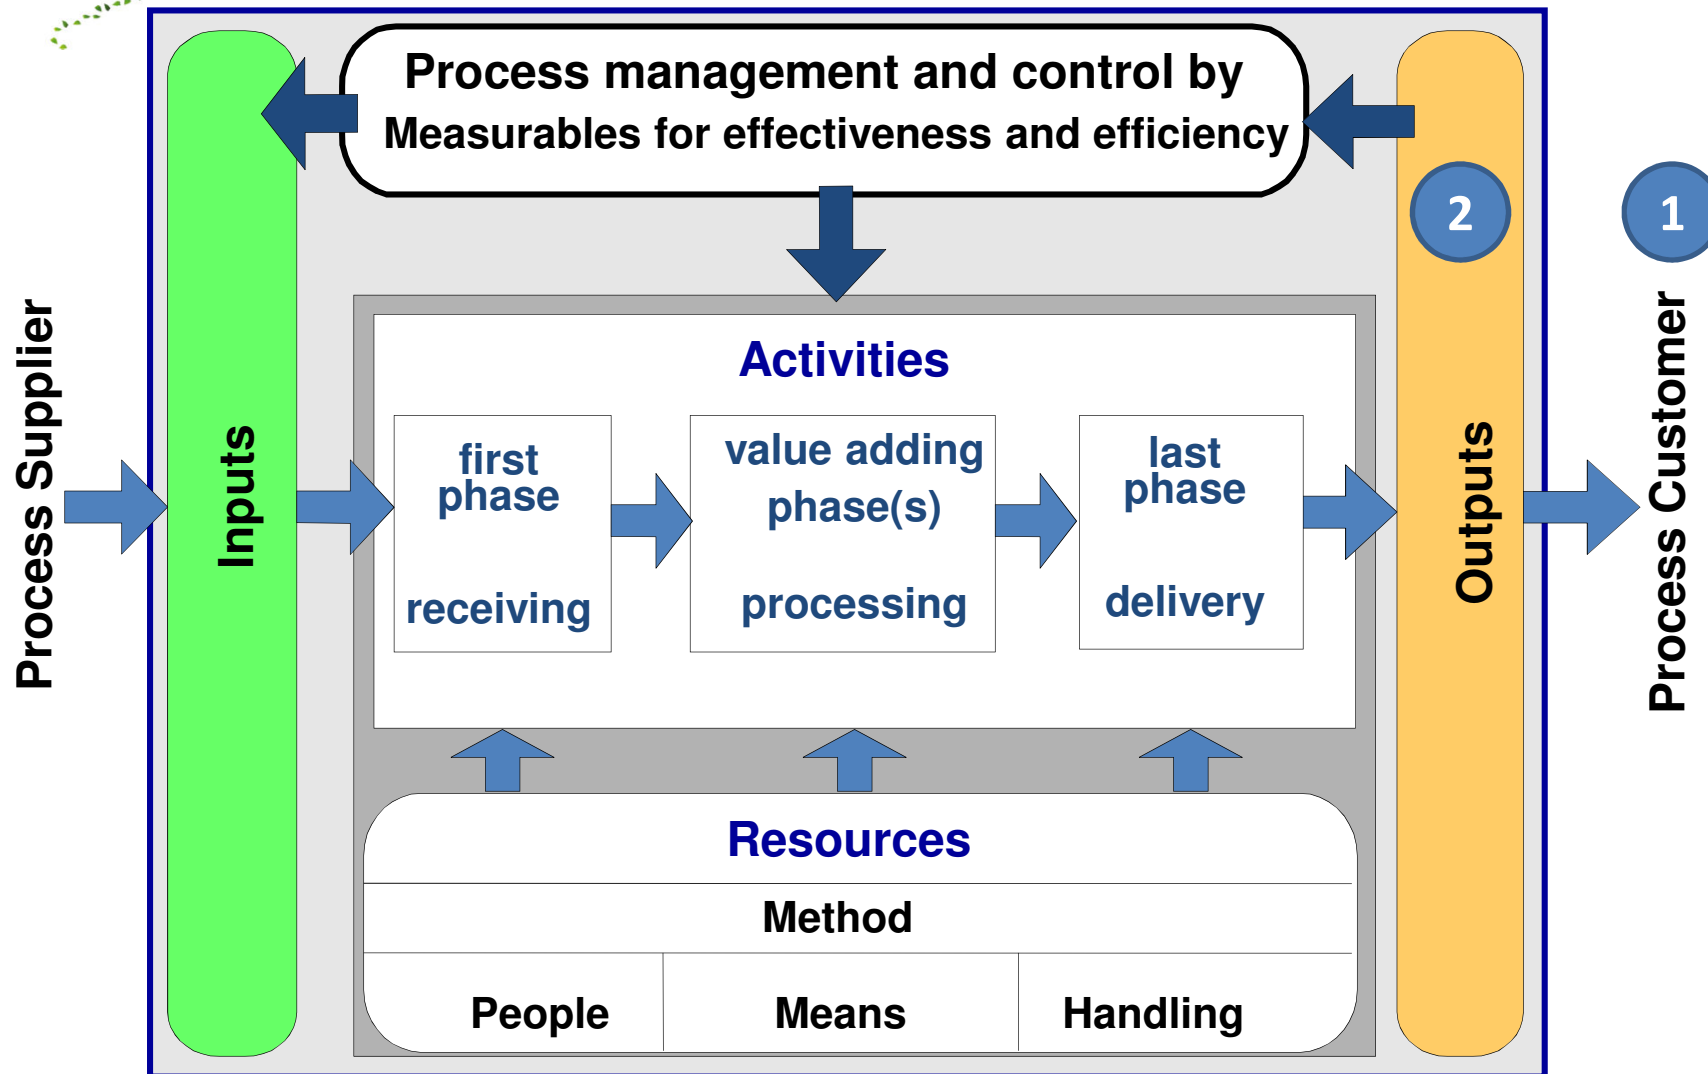 Process management and control by
Measurables for effectiveness and efficiency
2
1
Process Supplier
Inputs
Activities
first
phase
receiving
value adding
phase(s)
processing
last
phase
delivery
Outputs
Process Customer
Resources
Method
People
Means
Handling